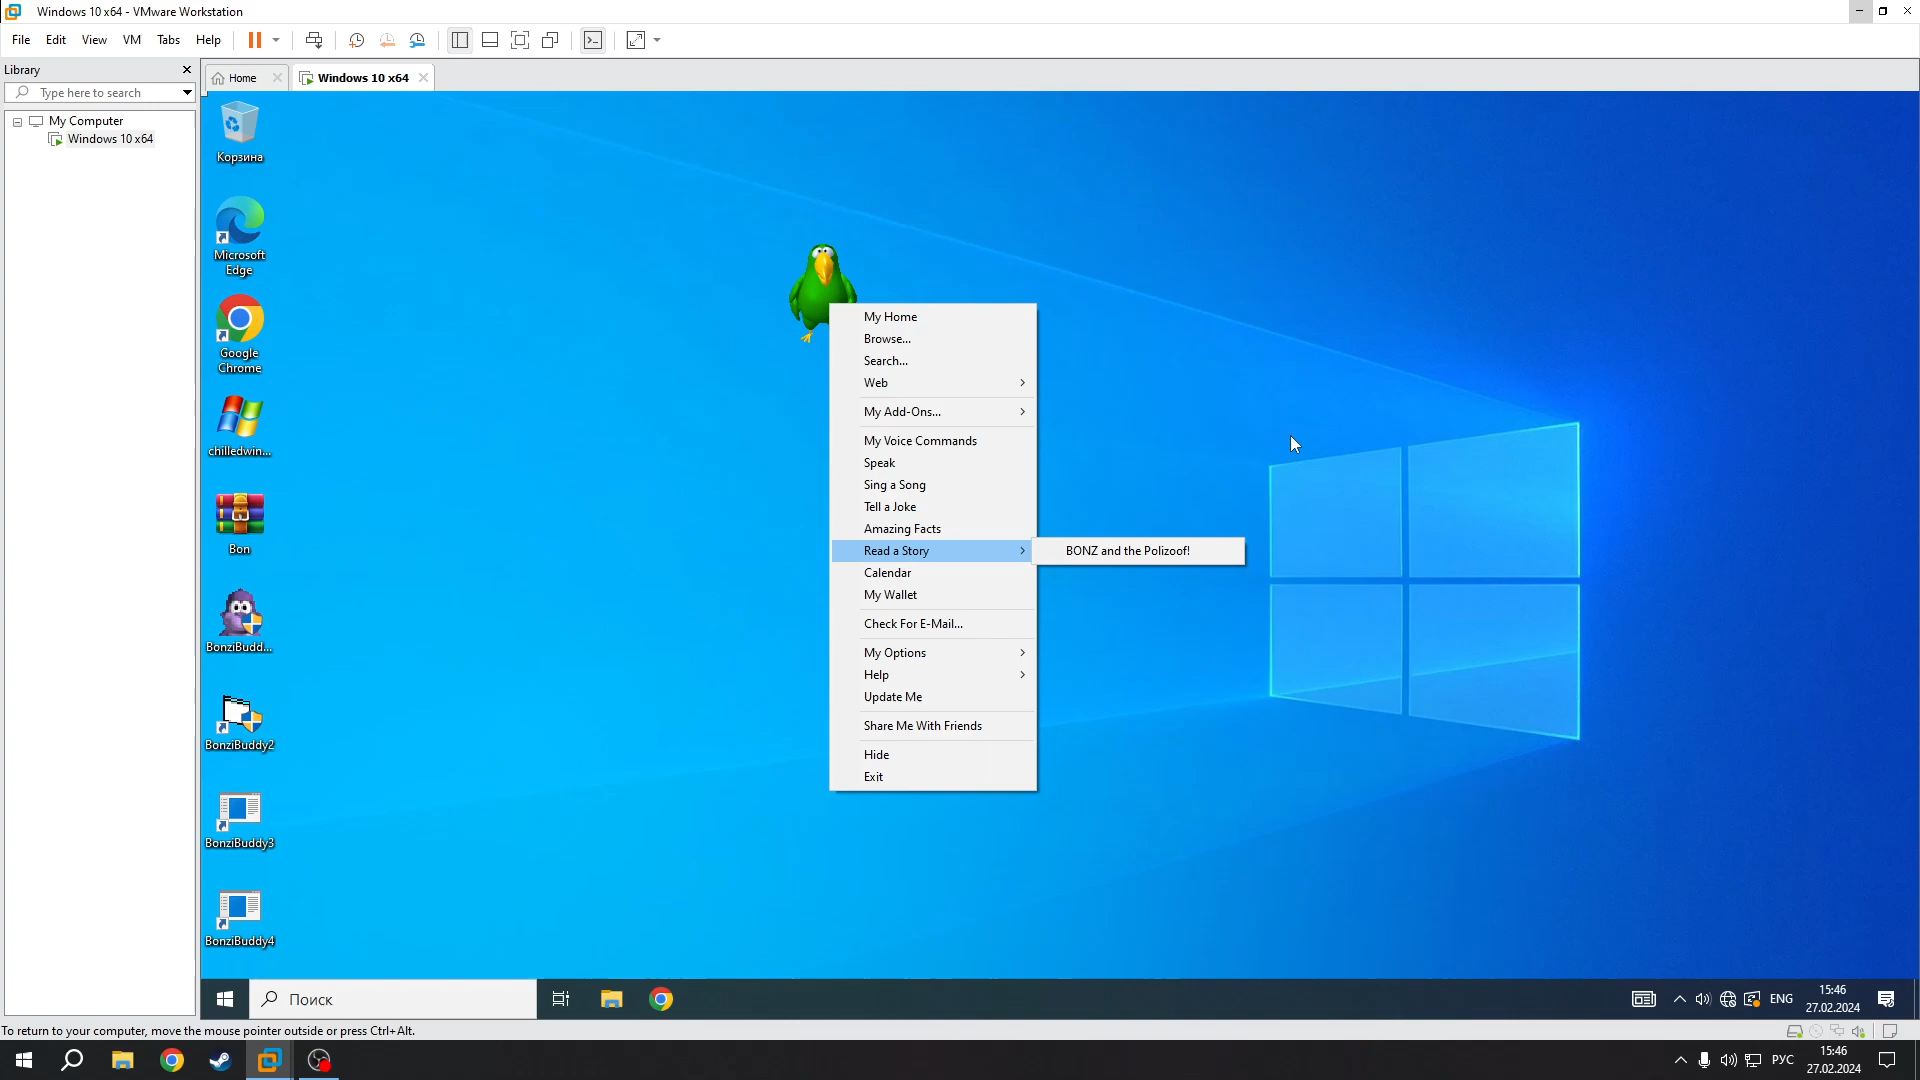 Windows 10 x64 - VMware Workstation
File Edit View VM Tabs Help
Library
Home
Windows 10 x64
Type here to search
My Computer
Windows 10 x64
Корзина
Microsoft
Edge
Google
Chrome
chilledwin...
Bon
BonziBudd...
BonziBuddy2
BonziBuddy3
BonziBuddy4
My Home
Browse...
Search...
Web
My Add-Ons...
My Voice Commands
Speak
Sing a Song
Tell a Joke
Amazing Facts
Read a Story
BONZ and the Polizoof!
Calendar
My Wallet
Check For E-Mail...
My Options
Help
Update Me
Share Me With Friends
Hide
Exit
Поиск
ENG
15:46
27.02.2024
To return to your computer, move the mouse pointer outside or press Ctrl+Alt.
РУС
15:46
27.02.2024